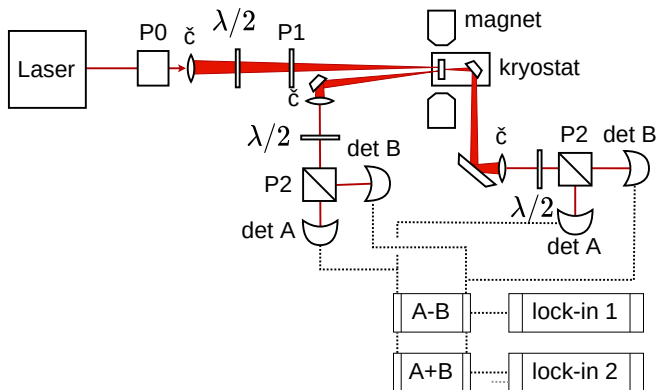 magnet
λ/2
P0
č
P1
Laser
kryostat
č
λ/2
det B
P2
det A
č
P2
det B
λ/2
det A
A-B
lock-in 1
A+B
lock-in 2